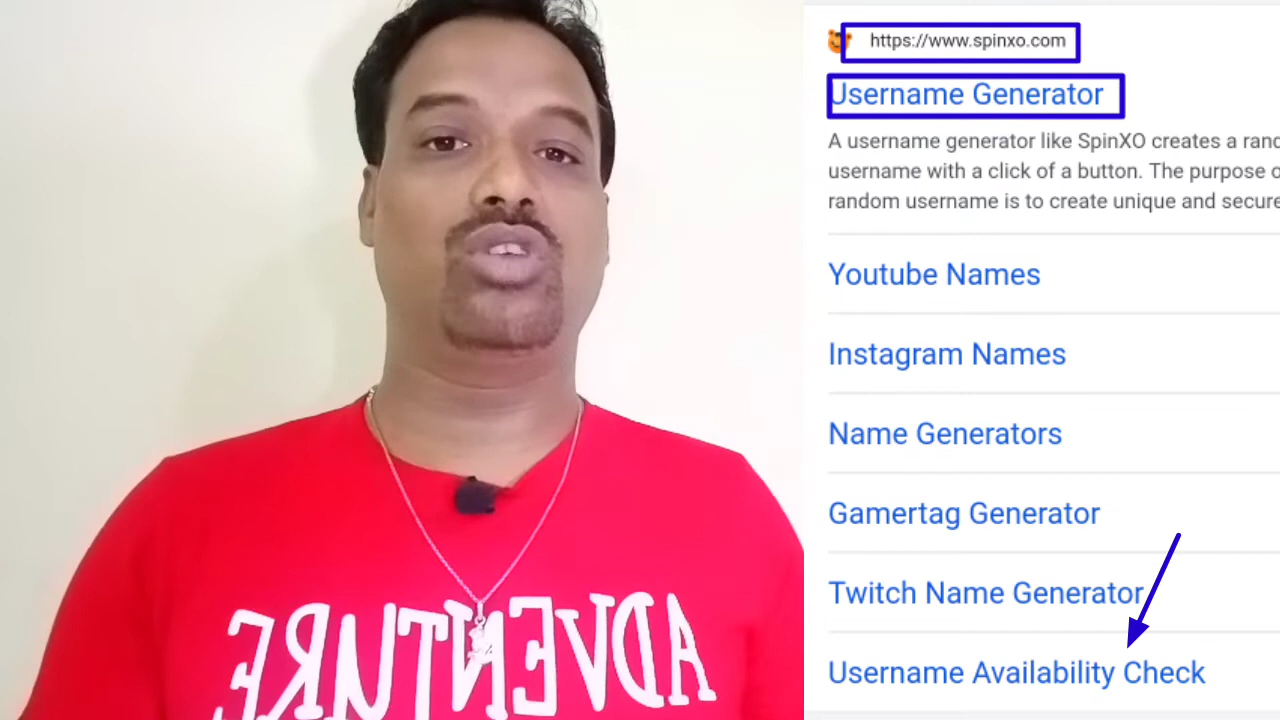 https://www.spinxo.com
Username Generator
A username generator like SpinXO creates a rand
username with a click of a button. The purpose o
random username is to create unique and secure
Youtube Names
Instagram Names
Name Generators
Gamertag Generator
Twitch Name Generator
Username Availability Check
ADVENTURE